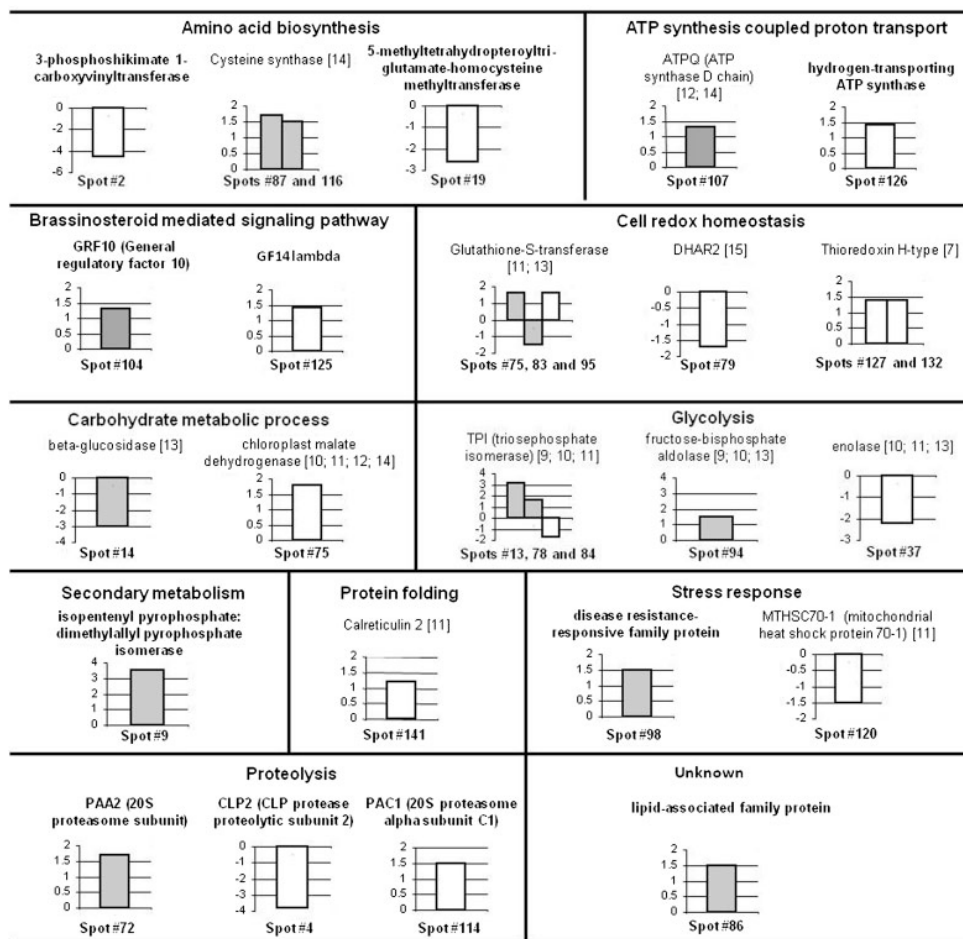 Amino acid biosynthesis
3-phosphoshikimate 1-
carboxyvinyltransferase
0
-2
-4
-6
Spot #2
Cysteine synthase [14]
2
1.5
1
0.5
0
Spots #87 and 116
5-methyltetrahydropteroyltri-
glutamate-homocysteine
methyltransferase
0
-1
-2
-3
Spot #19
ATP synthesis coupled proton transport
ATPQ (ATP
synthase D chain)
[12; 14]
2
1.5
1
0.5
0
Spot #107
hydrogen-transporting
ATP synthase
2
1.5
1
0.5
0
Spot #126
Brassinosteroid mediated signaling pathway
GRF10 (General
regulatory factor 10)
2
1.5
1
0.5
0
Spot #104
GF14 lambda
2
1.5
1
0.5
0
Spot #125
Cell redox homeostasis
Glutathione-S-transferase
[11; 13]
2
1
0
-1
-2
Spots #75, 83 and 95
DHAR2 [15]
0
-0.5
-1
-1.5
-2
Spot #79
Thioredoxin H-type [7]
2
1.5
1
0.5
0
Spots #127 and 132
Carbohydrate metabolic process
beta-glucosidase [13]
0
-1
-2
-3
-4
Spot #14
chloroplast malate
dehydrogenase [10; 11; 12; 14]
2
1.5
1
0.5
0
Spot #75
Glycolysis
TPI (triosephosphate
isomerase) [9; 10; 11]
4
3
2
1
0
-1
-2
Spots #13, 78 and 84
fructose-bisphosphate
aldolase [9; 10; 13]
4
3
2
1
0
Spot #94
enolase [10; 11; 13]
0
-1
-2
-3
Spot #37
Secondary metabolism
isopentenyl pyrophosphate:
dimethylallyl pyrophosphate
isomerase
4
3
2
1
0
Spot #9
Protein folding
Calreticulin 2 [11]
2
1.5
1
0.5
0
Spot #141
Stress response
disease resistance-
responsive family protein
2
1.5
1
0.5
0
Spot #98
MTHSC70-1 (mitochondrial
heat shock protein 70-1) [11]
0
-0.5
-1
-1.5
-2
Spot #120
Proteolysis
PAA2 (20S
proteasome subunit)
2
1.5
1
0.5
0
Spot #72
CLP2 (CLP protease
proteolytic subunit 2)
0
-1
-2
-3
-4
Spot #4
PAC1 (20S proteasome
alpha subunit C1)
2
1.5
1
0.5
0
Spot #114
Unknown
lipid-associated family protein
2
1.5
1
0.5
0
Spot #86